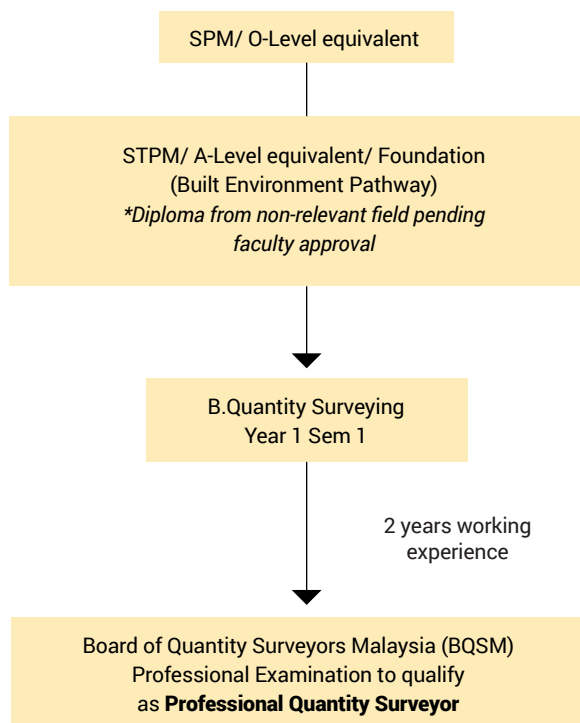 SPM/ O-Level equivalent
STPM/ A-Level equivalent/ Foundation
(Built Environment Pathway)
*Diploma from non-relevant field pending
faculty approval
B.Quantity Surveying
Year 1 Sem 1
2 years working
experience
Board of Quantity Surveyors Malaysia (BQSM)
Professional Examination to qualify
as Professional Quantity Surveyor